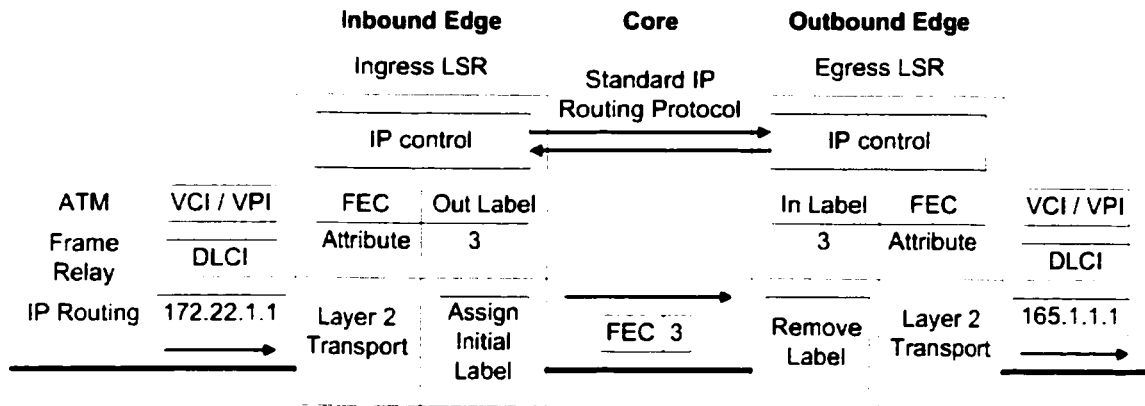 Inbound Edge Core Outbound Edge
Ingress LSR Egress LSR
Standard IP
Routing Protocol
IP control IP control
ATM VCI / VPI FEC Out Label In Label FEC VCI / VPI
Frame
Relay
DLCI Attribute 3 3 Attribute DLCI
IP Routing 172.22.1.1 165.1.1.1
Layer 2
Transport
Assign
Initial
Label
FEC 3
Remove
Label
Layer 2
Transport